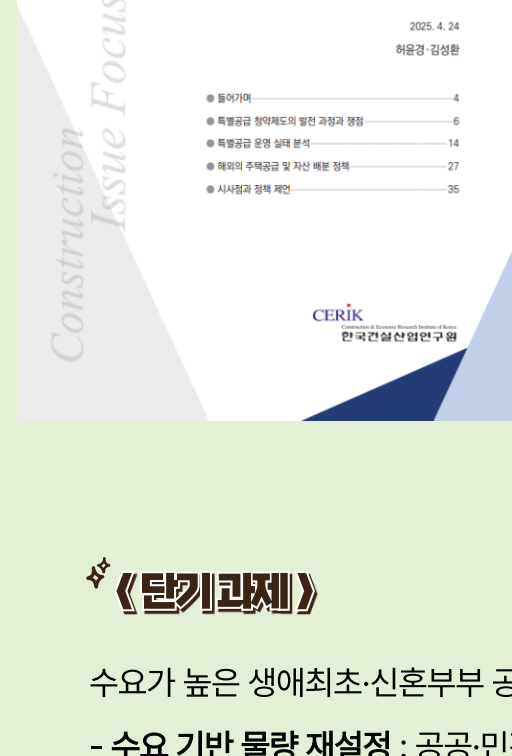 Construction
Issue Focus
2025. 4. 24
허윤경·김성환
● 들어가며 4
● 특별공급 청약제도의 발전 과정과 쟁점 6
● 특별공급 운영 실태 분석 14
● 해외의 주택공급 및 자산 배분 정책 27
● 시사점과 정책 제언 35
CERIK
Construction & Economy Research Institute of Korea
한국건설산업연구원
《단기과제》
수요가 높은 생애최초·신혼부부 공
- 수요 기반 물량 재설정 : 공공·민